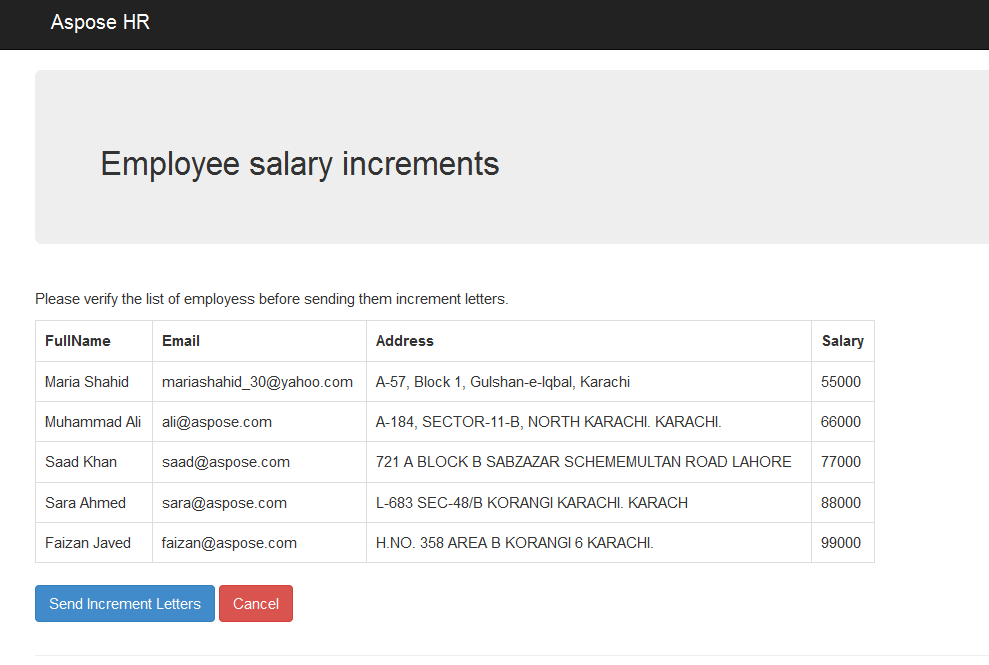 Aspose HR
Employee salary increments
Please verify the list of employess before sending them increment letters.
FullName Email Address Salary
Maria Shahid mariashahid_30@yahoo.com A-57, Block 1, Gulshan-e-Iqbal, Karachi 55000
Muhammad Ali ali@aspose.com A-184, SECTOR-11-B, NORTH KARACHI. KARACHI. 66000
Saad Khan saad@aspose.com 721 A BLOCK B SABZAZAR SCHEMEMULTAN ROAD LAHORE 77000
Sara Ahmed sara@aspose.com L-683 SEC-48/B KORANGI KARACHI. KARACH 88000
Faizan Javed faizan@aspose.com H.NO. 358 AREA B KORANGI 6 KARACHI. 99000
Send Increment Letters Cancel